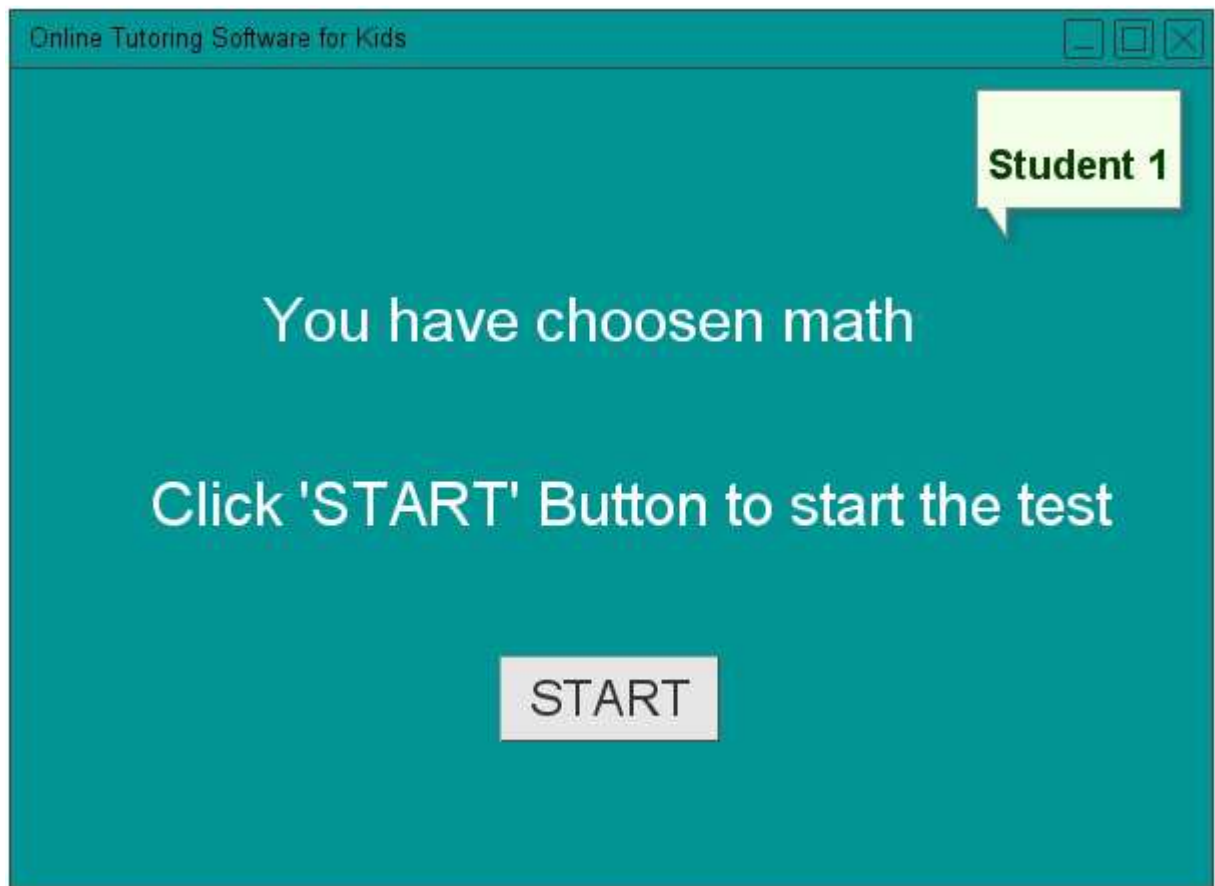 Online Tutoring Software for Kids
Student 1
You have choosen math
Click 'START' Button to start the test
START